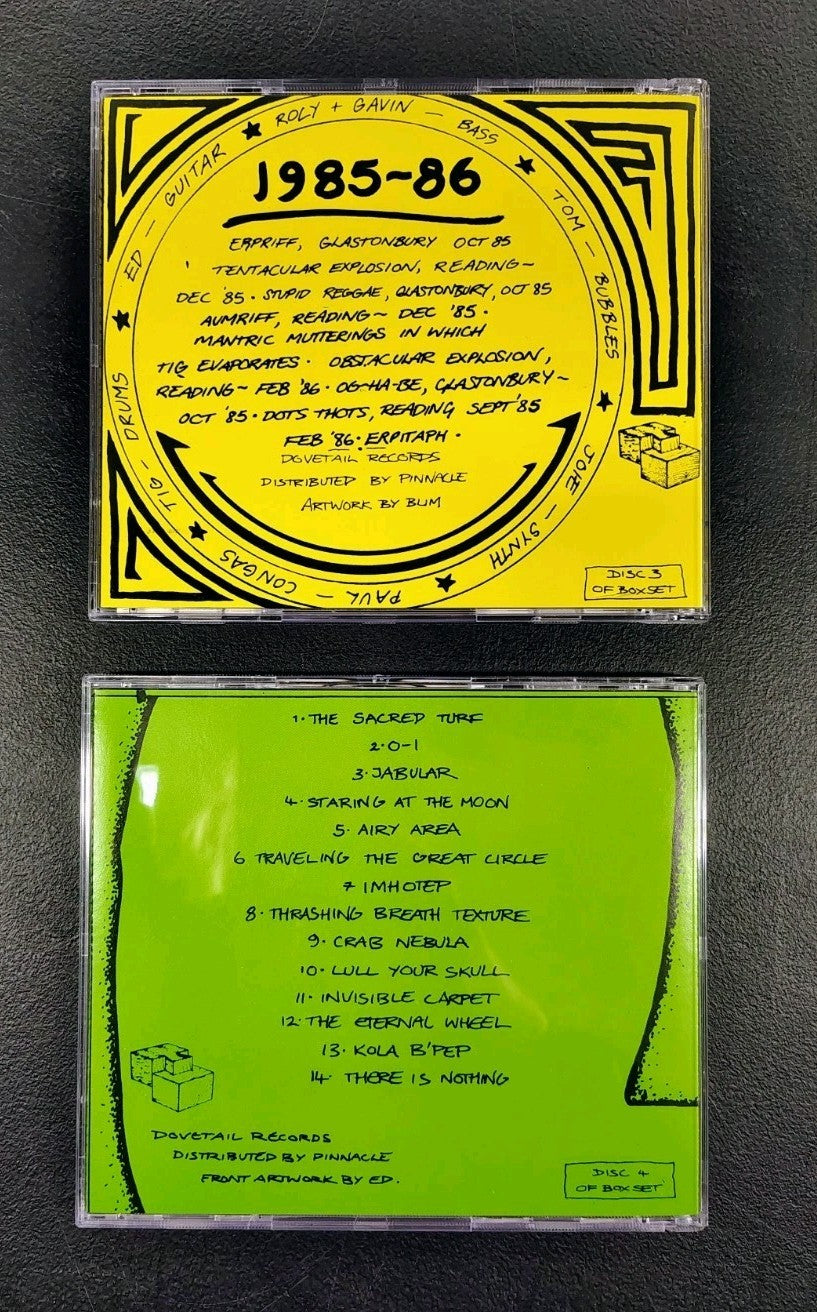 ED - GUITAR ★ ROLY + GAVIN - BASS ★ TOM - BUBBLES ★ JOIE - SYNTH ★ PAUL - CONGAS ★ TIG - DRUMS ★
1985~86
ERPRIFF, GLASTONBURY OCT 85
TENTACULAR EXPLOSION, READING ~
DEC '85 · STUPID REGGAE, GLASTONBURY, OCT 85
AUMRIFF, READING ~ DEC '85 ·
MANTRIC MUTTERINGS IN WHICH
TIG EVAPORATES · OBSTACULAR EXPLOSION,
READING ~ FEB '86 · OG-HA-BE, GLASTONBURY ~
OCT '85 · DOTS THOTS, READING SEPT '85
FEB '86 · ERPITAPH ·
DOVETAIL RECORDS
DISTRIBUTED BY PINNACLE
ARTWORK BY BLIM
DISC 3
OF BOXSET
1· THE SACRED TURF
2· 0-1
3· JABULAR
4· STARING AT THE MOON
5· AIRY AREA
6 TRAVELING THE GREAT CIRCLE
7 IMHOTEP
8· THRASHING BREATH TEXTURE
9· CRAB NEBULA
10· LULL YOUR SKULL
11· INVISIBLE CARPET
12· THE ETERNAL WHEEL
13· KOLA B'PEP
14· THERE IS NOTHING
DOVETAIL RECORDS
DISTRIBUTED BY PINNACLE
FRONT ARTWORK BY ED.
DISC 4
OF BOXSET